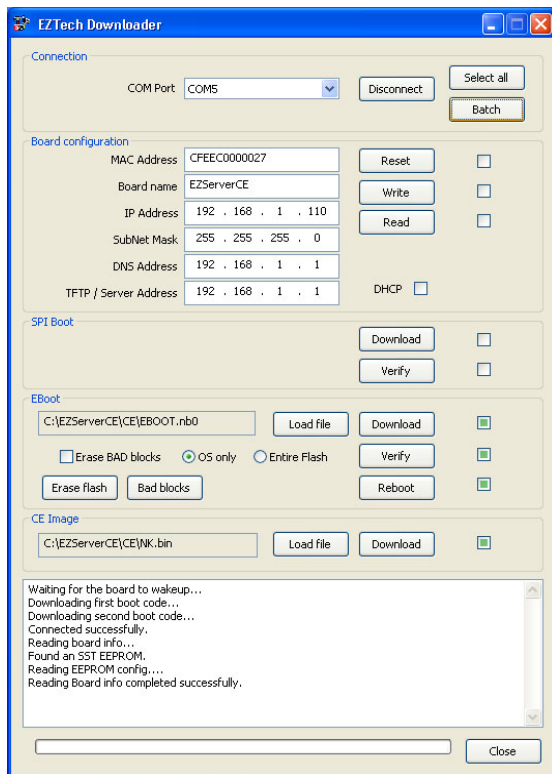 EZTech Downloader
Connection
COM Port COM5 Disconnect Select all
Batch
Board configuration
MAC Address CFEEC0000027 Reset
Board name EZServerCE Write
IP Address 192 . 168 . 1 . 110 Read
SubNet Mask 255 . 255 . 255 . 0
DNS Address 192 . 168 . 1 . 1
TFTP / Server Address 192 . 168 . 1 . 1 DHCP
SPI Boot
Download
Verify
EBoot
C:\EZServerCE\CE\EBOOT.nb0 Load file Download
Erase BAD blocks OS only Entire Flash Verify
Erase flash Bad blocks Reboot
CE Image
C:\EZServerCE\CE\NK.bin Load file Download
Waiting for the board to wakeup...
Downloading first boot code...
Downloading second boot code...
Connected successfully.
Reading board info...
Found an SST EEPROM.
Reading EEPROM config....
Reading Board info completed successfully.
Close